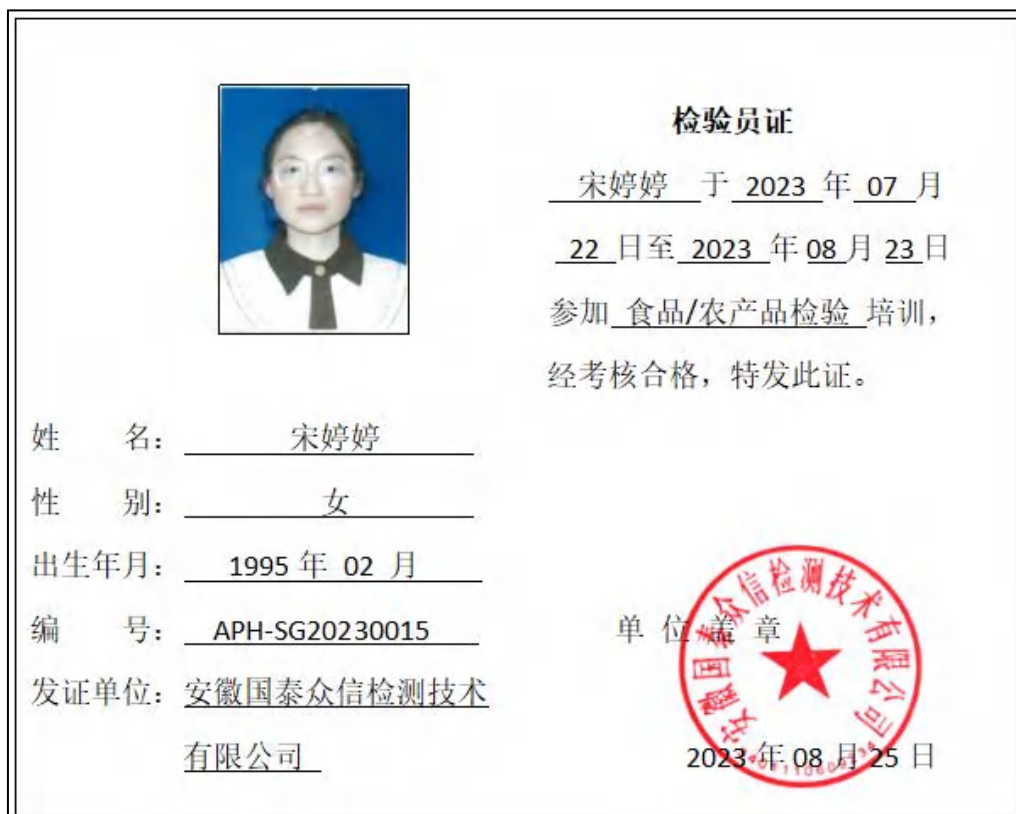 检验员证
宋婷婷 于 2023 年 07 月
22 日至 2023 年 08 月 23 日
参加 食品/农产品检验 培训，
经考核合格，特发此证。
姓 名： 宋婷婷
性 别： 女
出生年月： 1995 年 02 月
编 号： APH-SG20230015
发证单位： 安徽国泰众信检测技术
有限公司
单 位 盖 章
安徽国泰众信检测技术有限公司
2023 年 08 月 25 日